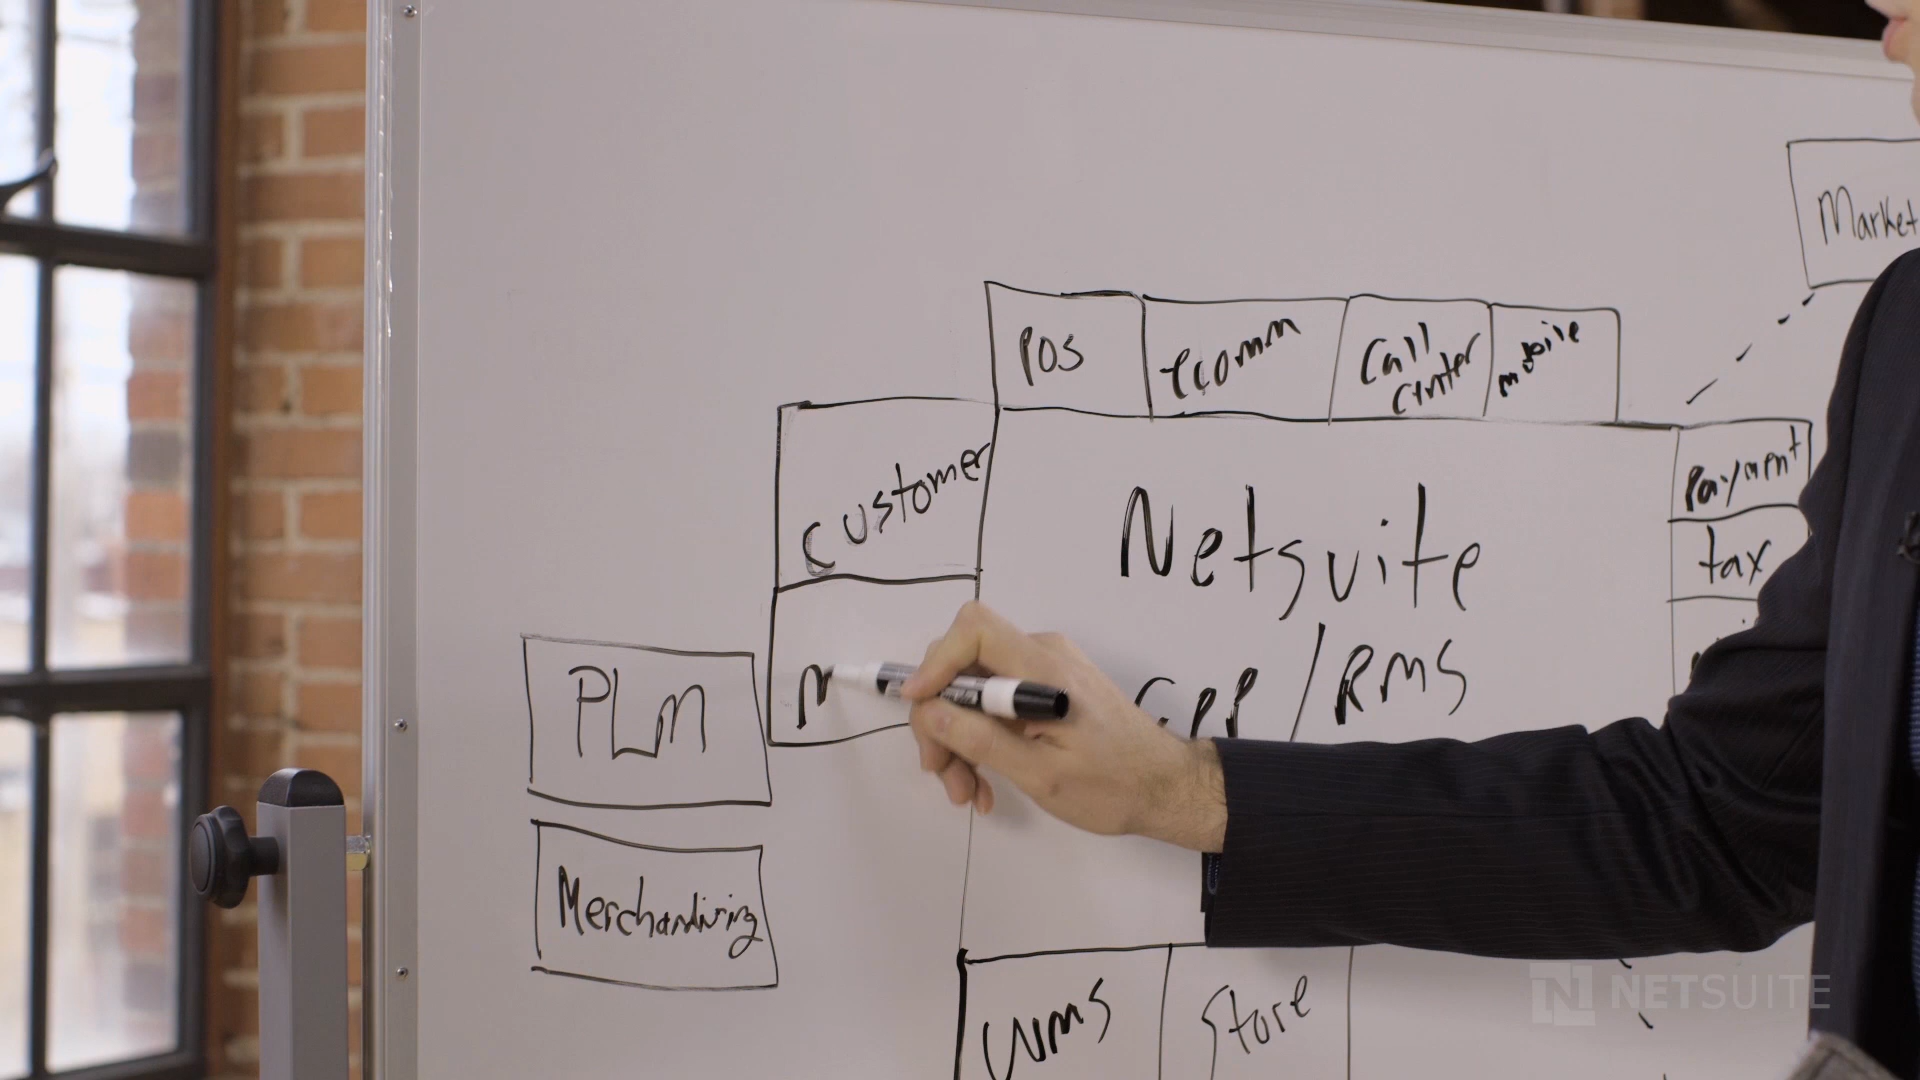 Market
POS
ecomm
Call
Center
mobile
Customer
Payment
tax
Netsuite
/RMS
PLM
M
Merchandising
WMS
Store
NETSUITE